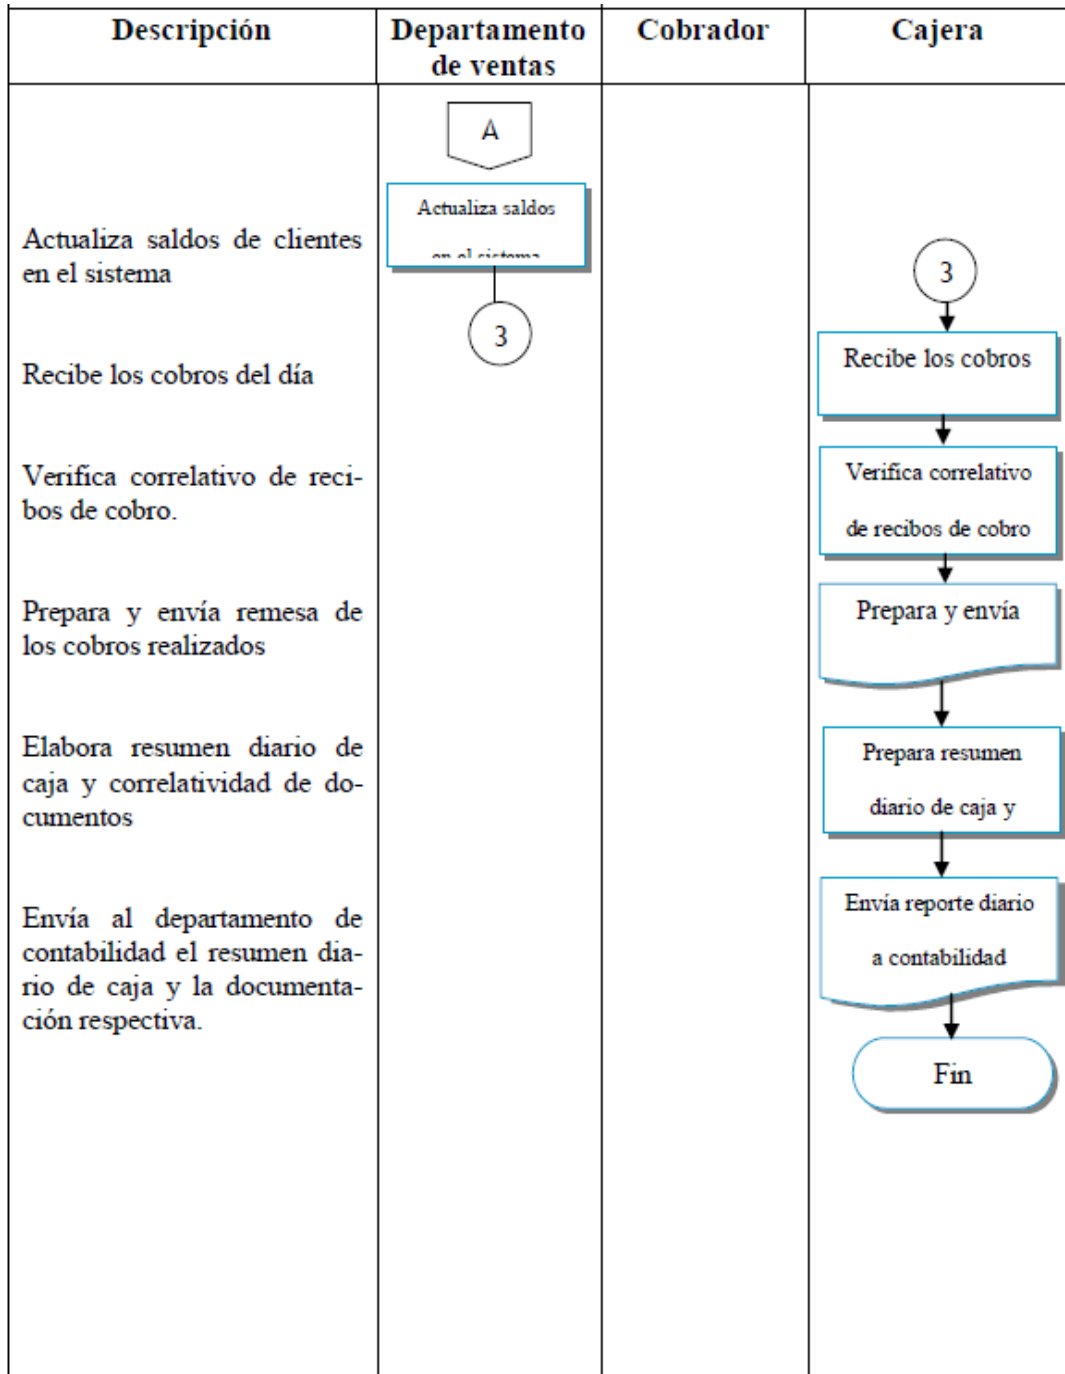 Descripción
Departamento
de ventas
Cobrador
Cajera
A
Actualiza saldos
en el sistema
Actualiza saldos de clientes
en el sistema
3
3
Recibe los cobros del día
Recibe los cobros
Verifica correlativo de reci-
bos de cobro.
Verifica correlativo
de recibos de cobro
Prepara y envía remesa de
los cobros realizados
Prepara y envía
Elabora resumen diario de
caja y correlatividad de do-
cumentos
Prepara resumen
diario de caja y
Envía al departamento de
contabilidad el resumen dia-
rio de caja y la documenta-
ción respectiva.
Envía reporte diario
a contabilidad
Fin